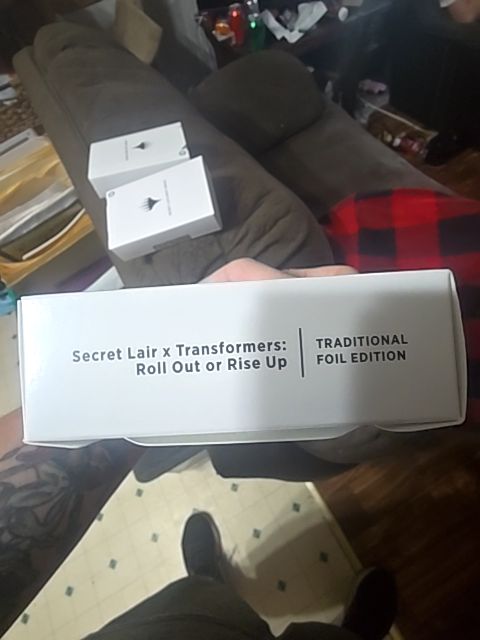 Secret Lair x Transformers:
Roll Out or Rise Up
TRADITIONAL
FOIL EDITION